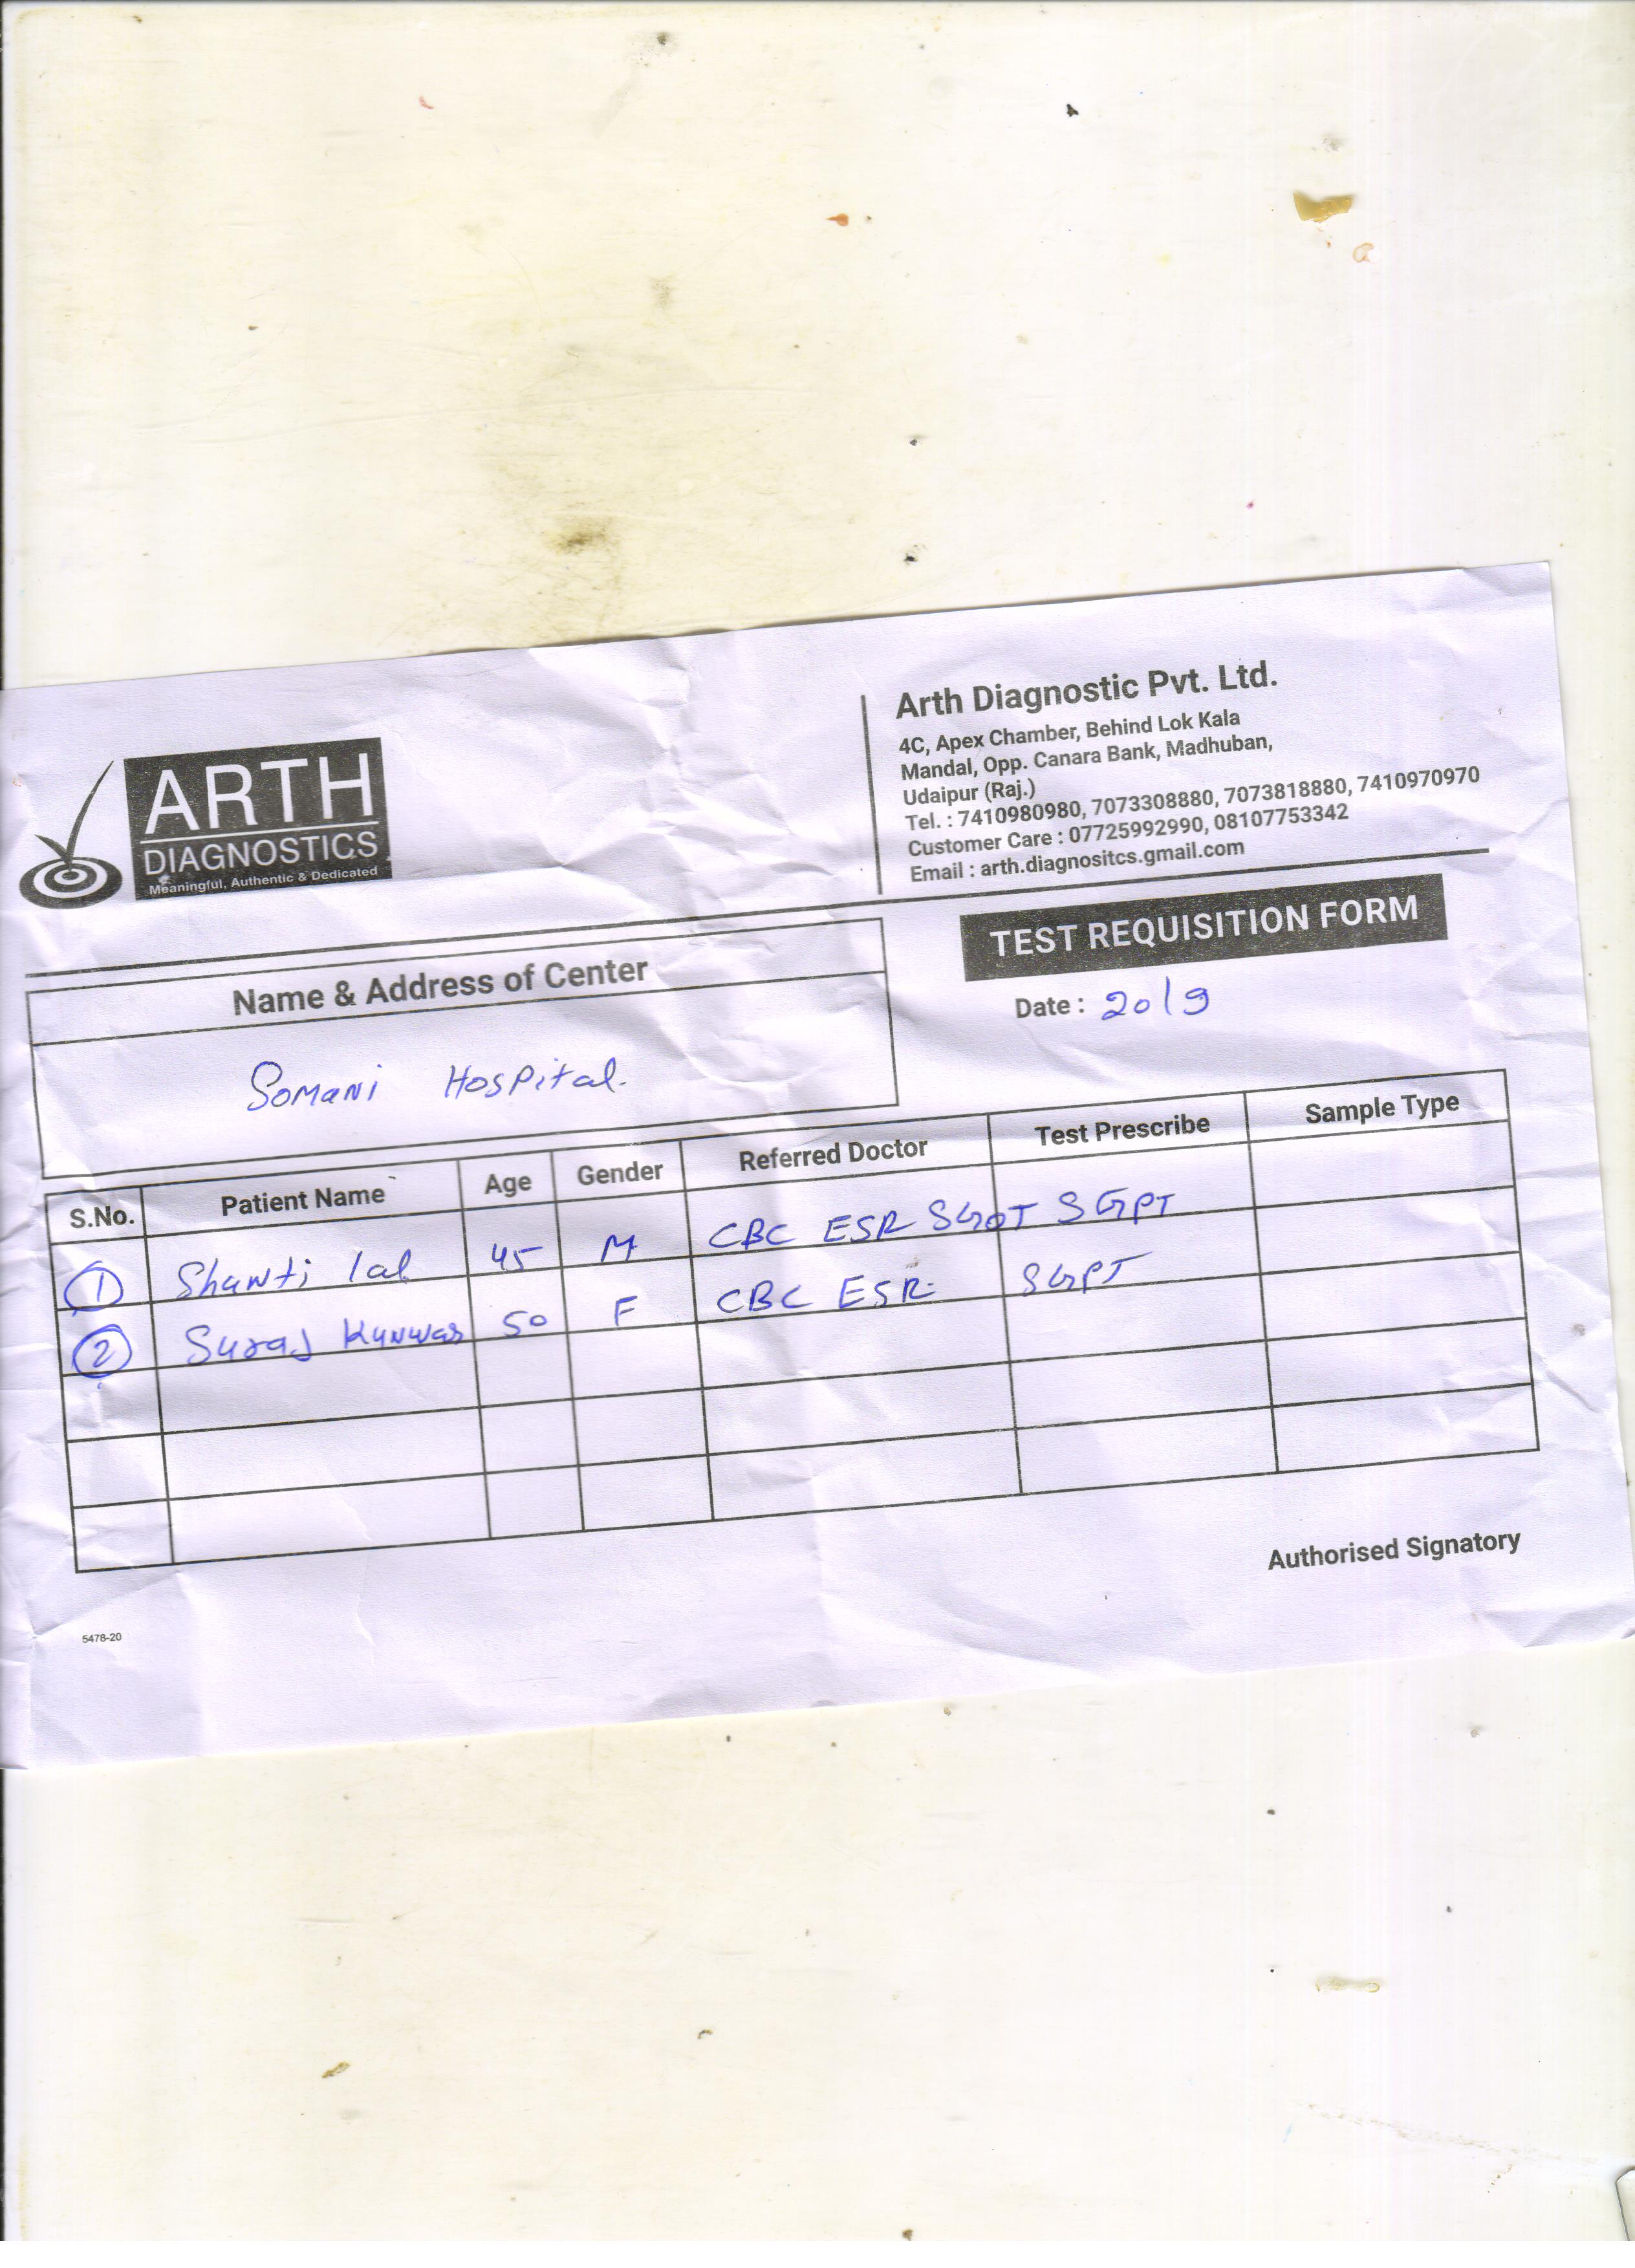 ARTH
DIAGNOSTICS
Meaningful, Authentic & Dedicated
Arth Diagnostic Pvt. Ltd.
4C, Apex Chamber, Behind Lok Kala
Mandal, Opp. Canara Bank, Madhuban,
Udaipur (Raj.)
Tel. : 7410980980, 7073308880, 7073818880, 7410970970
Customer Care : 07725992990, 08107753342
Email : arth.diagnositcs.gmail.com
TEST REQUISITION FORM
Name & Address of Center
Date : 20/9
Somani Hospital.
S.No. Patient Name Age Gender Referred Doctor Test Prescribe Sample Type
1 Shanti lal 45 M CBC ESR SGOT SGPT
2 Suraj Kunwar 50 F CBC ESR SGPT
Authorised Signatory
5478-20